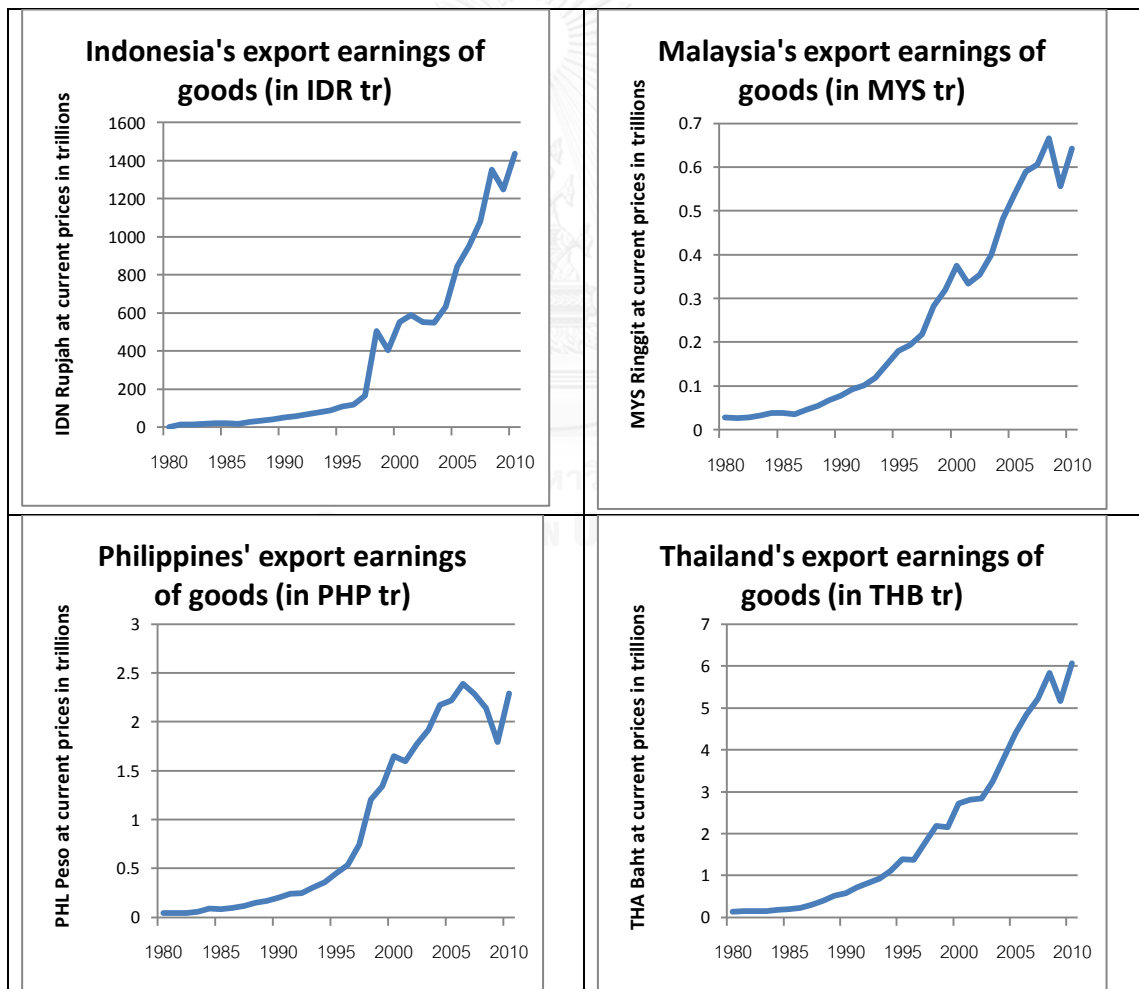 Indonesia's export earnings of
goods (in IDR tr)
IDN Rupjah at current prices in trillions
1600
1400
1200
1000
800
600
400
200
0
1980 1985 1990 1995 2000 2005 2010
Malaysia's export earnings of
goods (in MYS tr)
MYS Ringgit at current prices in trillions
0.7
0.6
0.5
0.4
0.3
0.2
0.1
0
1980 1985 1990 1995 2000 2005 2010
Philippines' export earnings
of goods (in PHP tr)
PHL Peso at current prices in trillions
3
2.5
2
1.5
1
0.5
0
1980 1985 1990 1995 2000 2005 2010
Thailand's export earnings of
goods (in THB tr)
THA Baht at current prices in trillions
7
6
5
4
3
2
1
0
1980 1985 1990 1995 2000 2005 2010